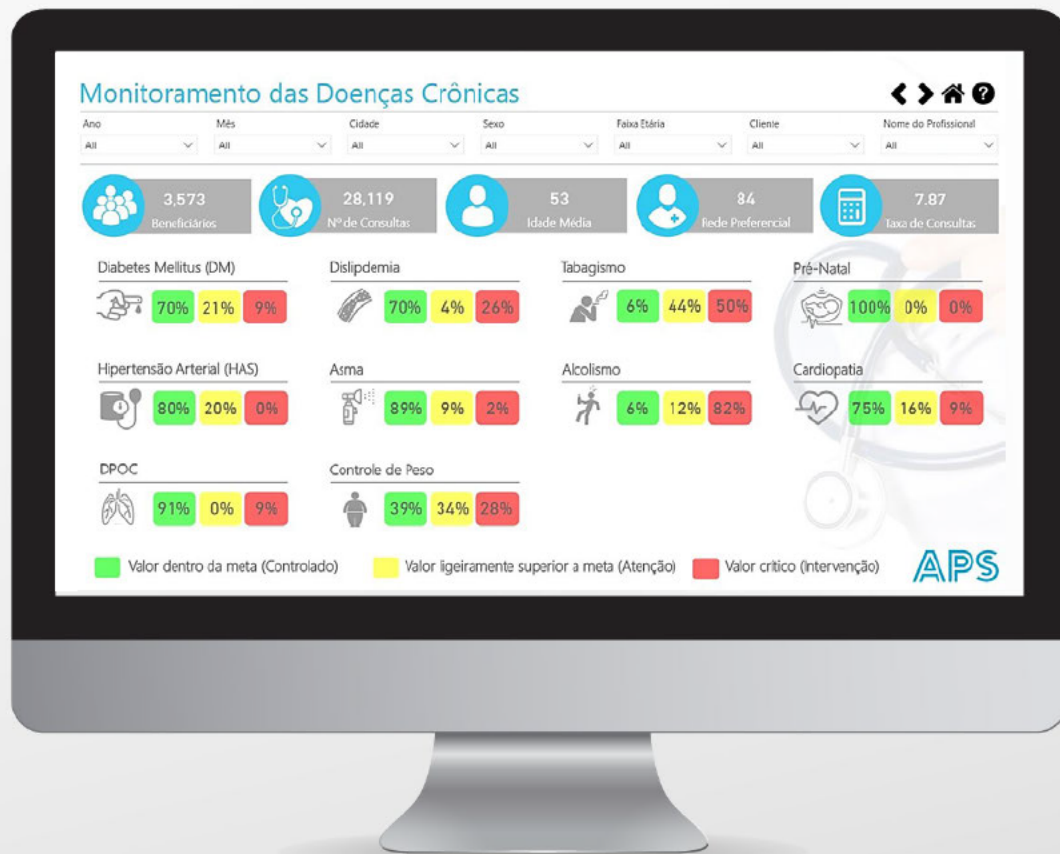 Monitoramento das Doenças Crônicas
Ano Mês Cidade Sexo Faixa Etária Cliente Nome do Profissional
All All All All All All All
3,573 28,119 53 84 7.87
Beneficiários Nº de Consultas Idade Média Rede Preferencial Taxa de Consultas
Diabetes Mellitus (DM) Dislipdemia Tabagismo Pré-Natal
70% 21% 9% 70% 4% 26% 6% 44% 50% 100% 0% 0%
Hipertensão Arterial (HAS) Asma Alcolismo Cardiopatia
80% 20% 0% 89% 9% 2% 6% 12% 82% 75% 16% 9%
DPOC Controle de Peso
91% 0% 9% 39% 34% 28%
Valor dentro da meta (Controlado) Valor ligeiramente superior a meta (Atenção) Valor crítico (Intervenção) APS